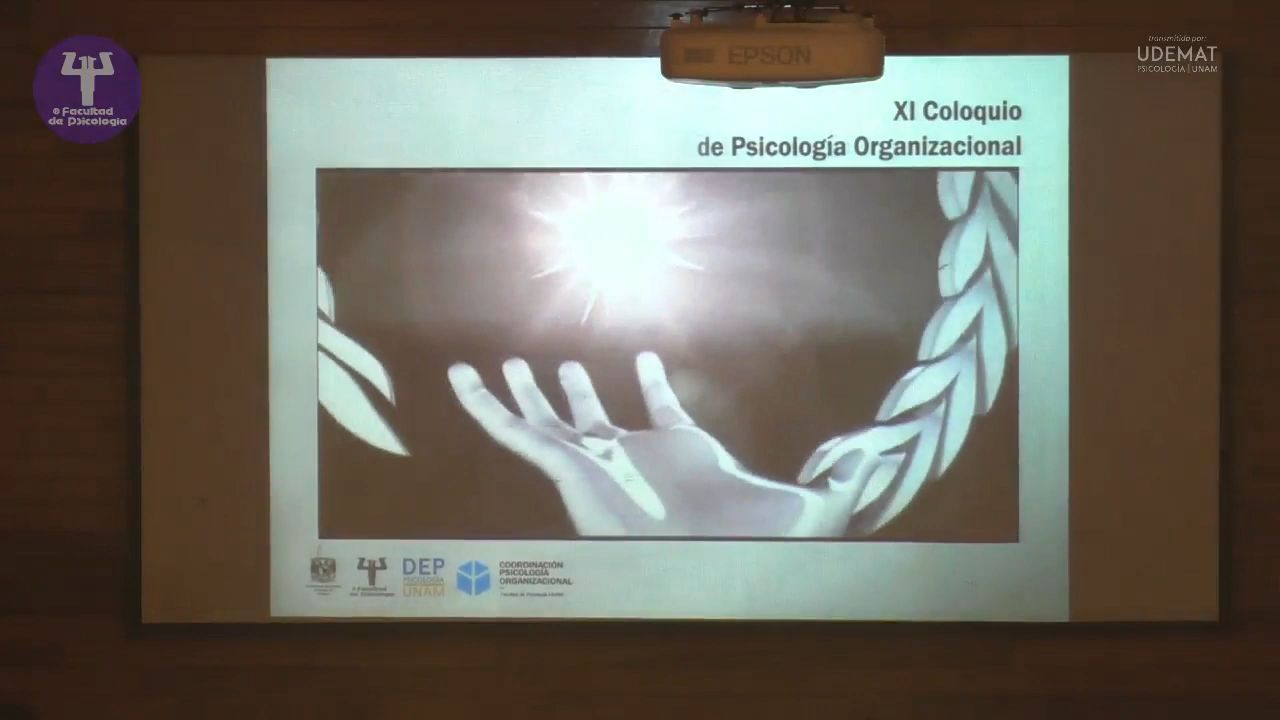 Facultad
de Psicología
transmitido por:
UDEMAT
PSICOLOGÍA | UNAM
EPSON
XI Coloquio
de Psicología Organizacional
DEP
PSICOLOGÍA
UNAM
COORDINACIÓN
PSICOLOGÍA
ORGANIZACIONAL